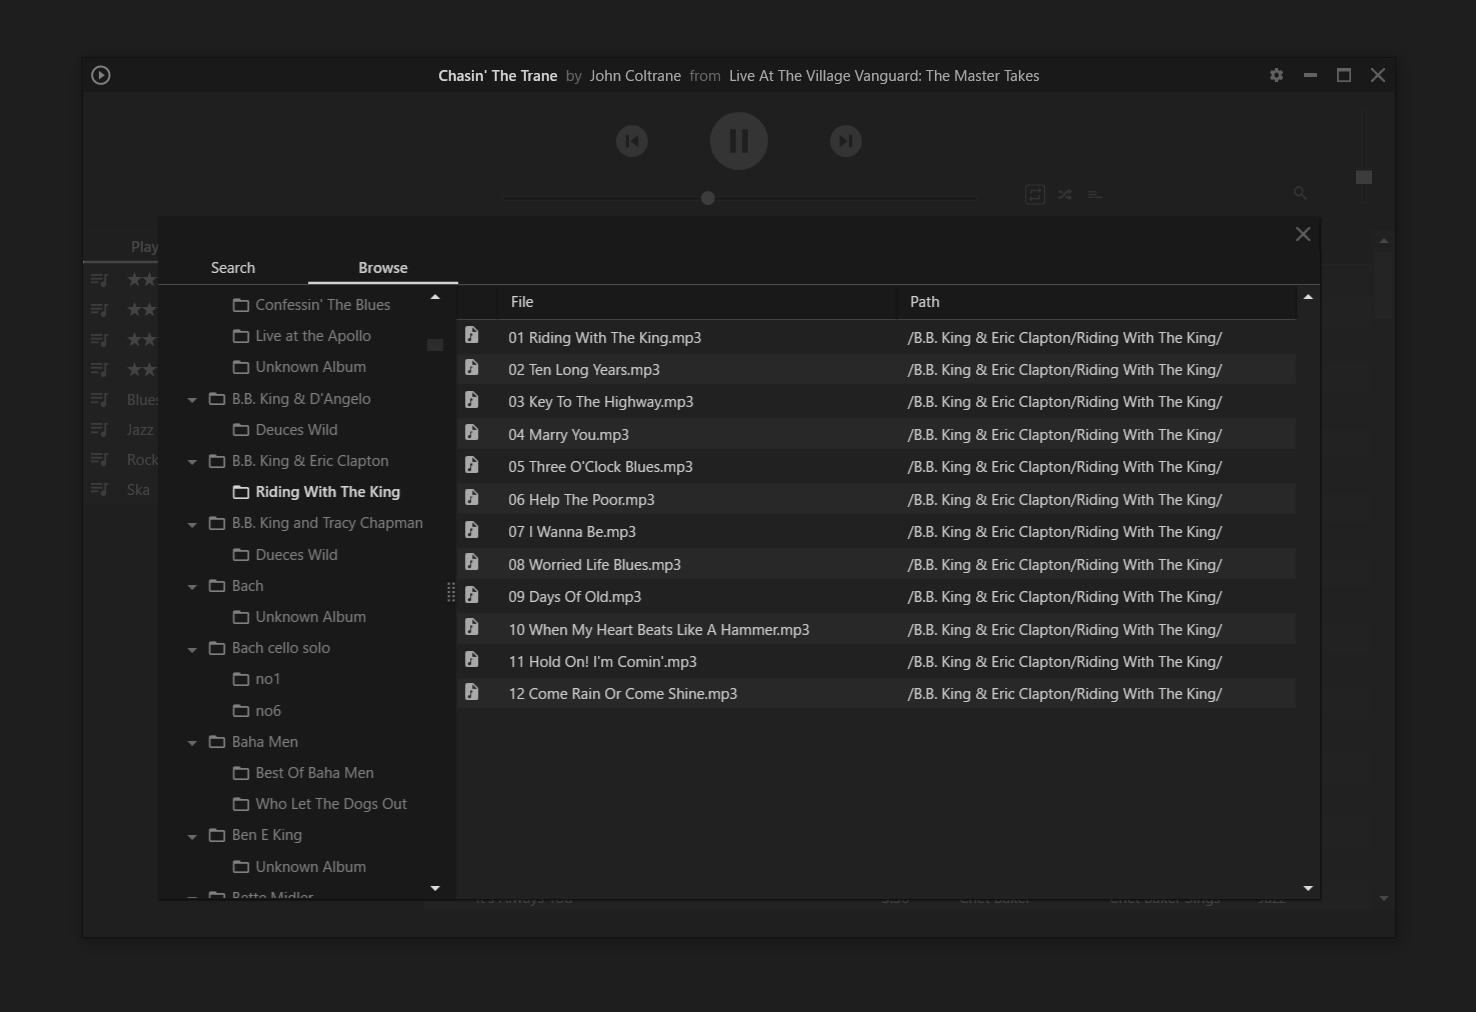 Chasin' The Trane by John Coltrane from Live At The Village Vanguard: The Master Takes
Play
Search Browse
Blues
Jazz
Rock
Ska
Confessin' The Blues
Live at the Apollo
Unknown Album
B.B. King & D'Angelo
Deuces Wild
B.B. King & Eric Clapton
Riding With The King
B.B. King and Tracy Chapman
Dueces Wild
Bach
Unknown Album
Bach cello solo
no1
no6
Baha Men
Best Of Baha Men
Who Let The Dogs Out
Ben E King
Unknown Album
Bette Midler
File Path
01 Riding With The King.mp3 /B.B. King & Eric Clapton/Riding With The King/
02 Ten Long Years.mp3 /B.B. King & Eric Clapton/Riding With The King/
03 Key To The Highway.mp3 /B.B. King & Eric Clapton/Riding With The King/
04 Marry You.mp3 /B.B. King & Eric Clapton/Riding With The King/
05 Three O'Clock Blues.mp3 /B.B. King & Eric Clapton/Riding With The King/
06 Help The Poor.mp3 /B.B. King & Eric Clapton/Riding With The King/
07 I Wanna Be.mp3 /B.B. King & Eric Clapton/Riding With The King/
08 Worried Life Blues.mp3 /B.B. King & Eric Clapton/Riding With The King/
09 Days Of Old.mp3 /B.B. King & Eric Clapton/Riding With The King/
10 When My Heart Beats Like A Hammer.mp3 /B.B. King & Eric Clapton/Riding With The King/
11 Hold On! I'm Comin'.mp3 /B.B. King & Eric Clapton/Riding With The King/
12 Come Rain Or Come Shine.mp3 /B.B. King & Eric Clapton/Riding With The King/
It's Always You Chet Baker Chet Baker Sings Jazz